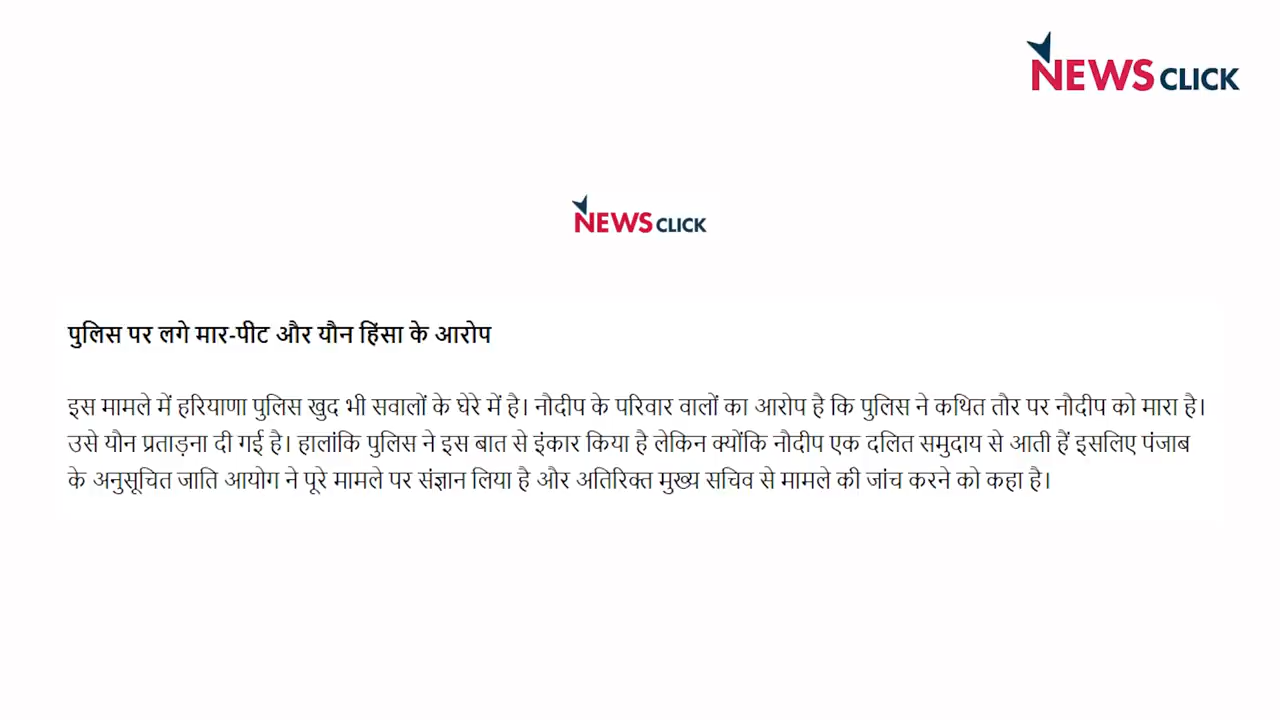 NEWS CLICK
NEWS CLICK
पुलिस पर लगे मार-पीट और यौन हिंसा के आरोप
इस मामले में हरियाणा पुलिस खुद भी सवालों के घेरे में है। नौदीप के परिवार वालों का आरोप है कि पुलिस ने कथित तौर पर नौदीप को मारा है।
उसे यौन प्रताड़ना दी गई है। हालांकि पुलिस ने इस बात से इंकार किया है लेकिन क्योंकि नौदीप एक दलित समुदाय से आती हैं इसलिए पंजाब
के अनुसूचित जाति आयोग ने पूरे मामले पर संज्ञान लिया है और अतिरिक्त मुख्य सचिव से मामले की जांच करने को कहा है।